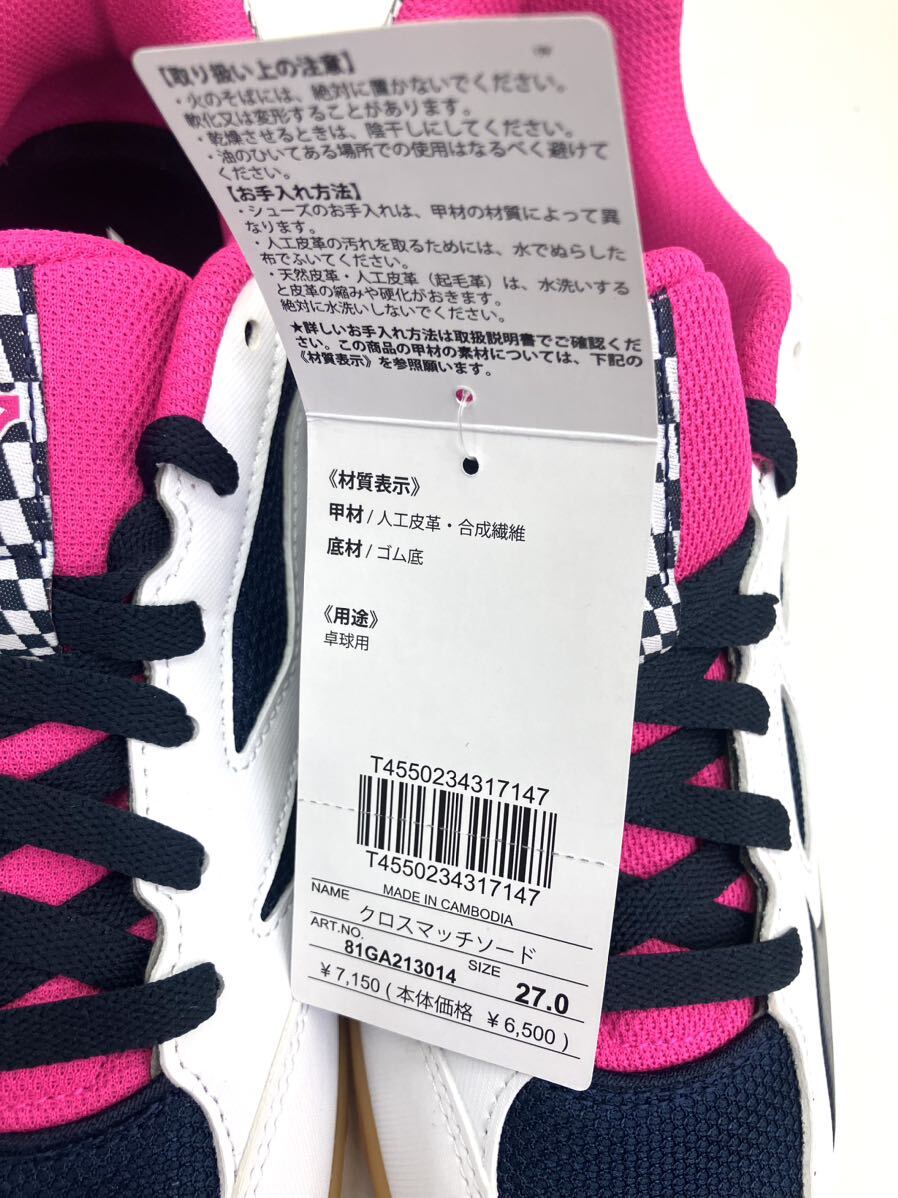 【取り扱い上の注意】
・火のそばには、絶対に置かないでください。
軟化又は変形することがあります。
・乾燥させるときは、陰干しにしてください。
・油のひいてある場所での使用はなるべく避けて
ください。
【お手入れ方法】
・シューズのお手入れは、甲材の材質によって異
なります。
・人工皮革の汚れを取るためには、水でぬらした
布でふいてください。
・天然皮革・人工皮革（起毛革）は、水洗いする
と皮革の縮みや硬化がおきます。
絶対に水洗いしないでください。
★詳しいお手入れ方法は取扱説明書でご確認くだ
さい。この商品の甲材の素材については、下記の
《材質表示》を参照願います。
《材質表示》
甲材 / 人工皮革・合成繊維
底材 / ゴム底
《用途》
卓球用
T4550234317147
T4550234317147
MADE IN CAMBODIA
NAME クロスマッチソード
ART.NO. 81GA213014 SIZE 27.0
￥7,150 ( 本体価格 ￥6,500 )